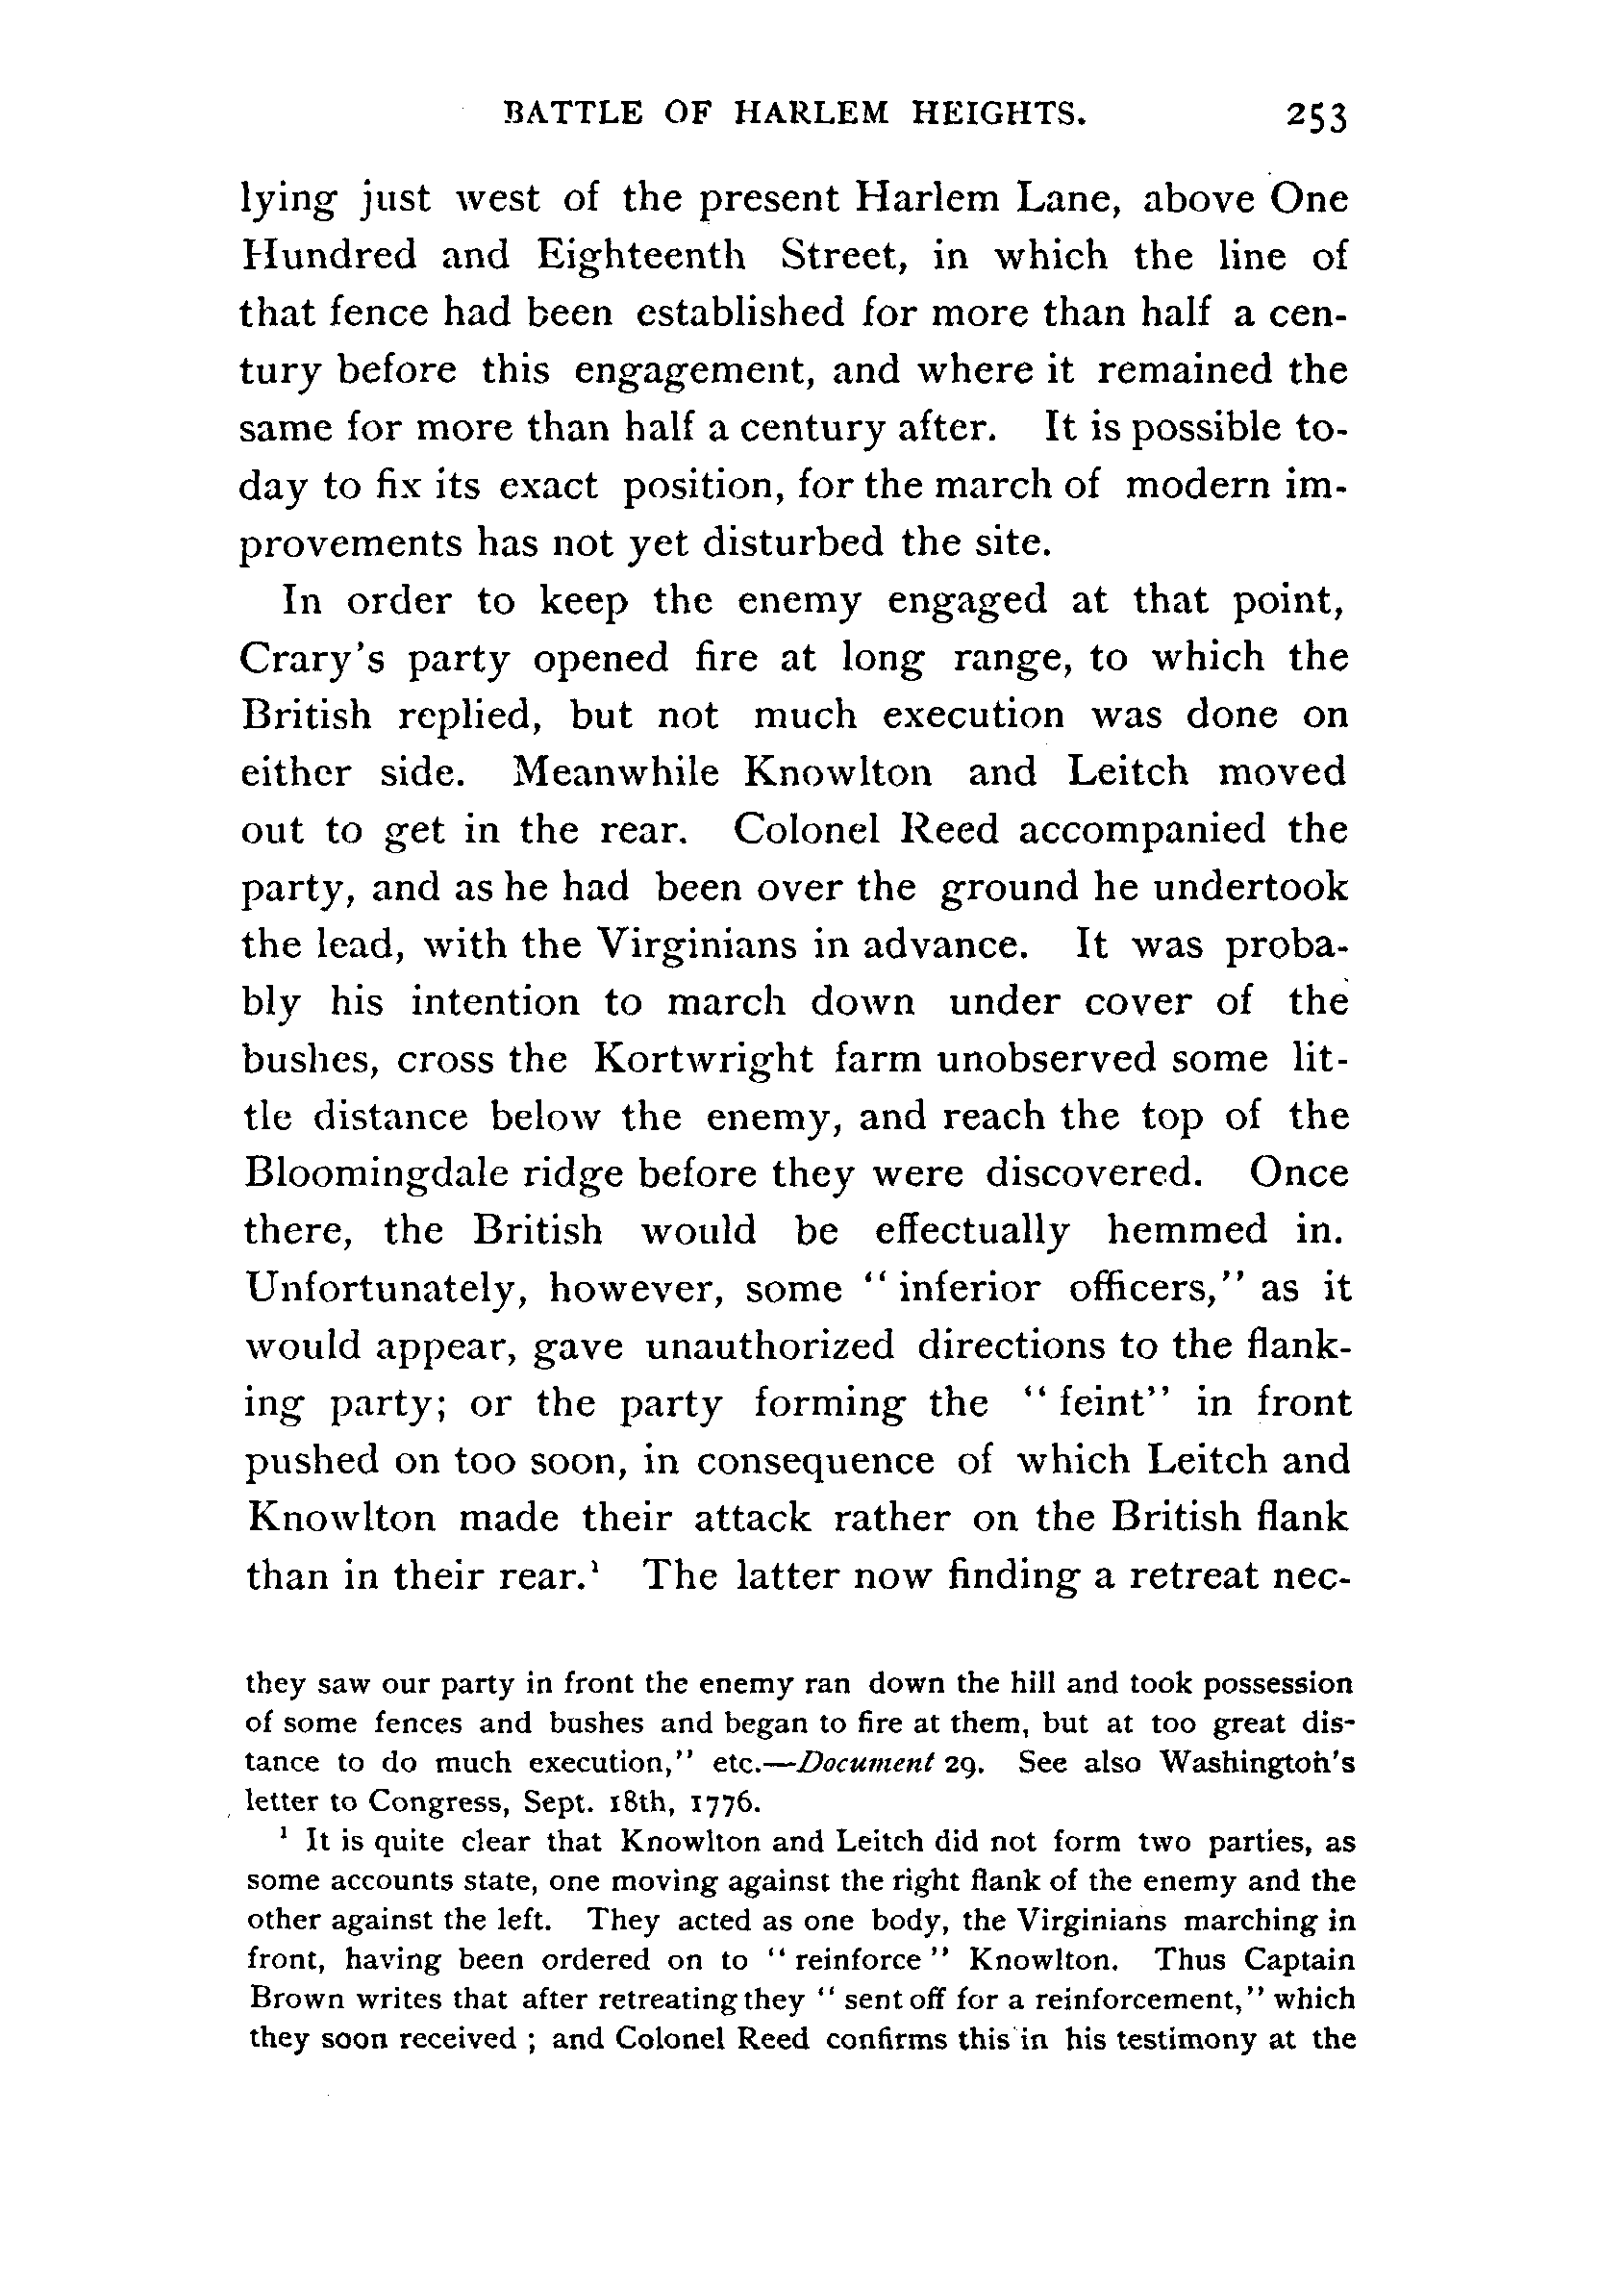 BATTLE OF HARLEM HEIGHTS. 253
lying just west of the present Harlem Lane, above One
Hundred and Eighteenth Street, in which the line of
that fence had been established for more than half a cen-
tury before this engagement, and where it remained the
same for more than half a century after. It is possible to-
day to fix its exact position, for the march of modern im-
provements has not yet disturbed the site.
In order to keep the enemy engaged at that point,
Crary's party opened fire at long range, to which the
British replied, but not much execution was done on
either side. Meanwhile Knowlton and Leitch moved
out to get in the rear. Colonel Reed accompanied the
party, and as he had been over the ground he undertook
the lead, with the Virginians in advance. It was proba-
bly his intention to march down under cover of the
bushes, cross the Kortwright farm unobserved some lit-
tle distance below the enemy, and reach the top of the
Bloomingdale ridge before they were discovered. Once
there, the British would be effectually hemmed in.
Unfortunately, however, some “inferior officers,” as it
would appear, gave unauthorized directions to the flank-
ing party; or the party forming the “feint” in front
pushed on too soon, in consequence of which Leitch and
Knowlton made their attack rather on the British flank
than in their rear.¹ The latter now finding a retreat nec-
they saw our party in front the enemy ran down the hill and took possession
of some fences and bushes and began to fire at them, but at too great dis-
tance to do much execution,” etc.—Document 29. See also Washington's
letter to Congress, Sept. 18th, 1776.
¹ It is quite clear that Knowlton and Leitch did not form two parties, as
some accounts state, one moving against the right flank of the enemy and the
other against the left. They acted as one body, the Virginians marching in
front, having been ordered on to “reinforce” Knowlton. Thus Captain
Brown writes that after retreating they “sent off for a reinforcement,” which
they soon received ; and Colonel Reed confirms this in his testimony at the